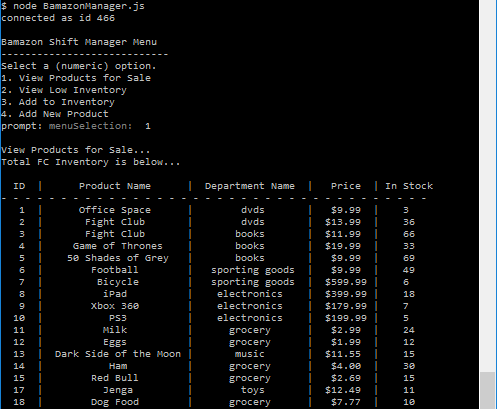 $ node BamazonManager.js
connected as id 466
Bamazon Shift Manager Menu
----------------------------
Select a (numeric) option.
1. View Products for Sale
2. View Low Inventory
3. Add to Inventory
4. Add New Product
prompt: menuSelection:  1
View Products for Sale...
Total FC Inventory is below...
ID | Product Name | Department Name | Price | In Stock
- - - - - - - - - - - - - - - - - - - - - - - - - - - - - - - - - - - -
1 | Office Space | dvds | $9.99 | 3
2 | Fight Club | dvds | $13.99 | 36
3 | Fight Club | books | $11.99 | 66
4 | Game of Thrones | books | $19.99 | 33
5 | 50 Shades of Grey | books | $9.99 | 69
6 | Football | sporting goods | $9.99 | 49
7 | Bicycle | sporting goods | $599.99 | 6
8 | iPad | electronics | $399.99 | 18
9 | Xbox 360 | electronics | $179.99 | 7
10 | PS3 | electronics | $199.99 | 5
11 | Milk | grocery | $2.99 | 24
12 | Eggs | grocery | $1.99 | 12
13 | Dark Side of the Moon | music | $11.55 | 15
14 | Ham | grocery | $4.00 | 30
15 | Red Bull | grocery | $2.69 | 15
17 | Jenga | toys | $12.49 | 11
18 | Dog Food | grocery | $7.77 | 10